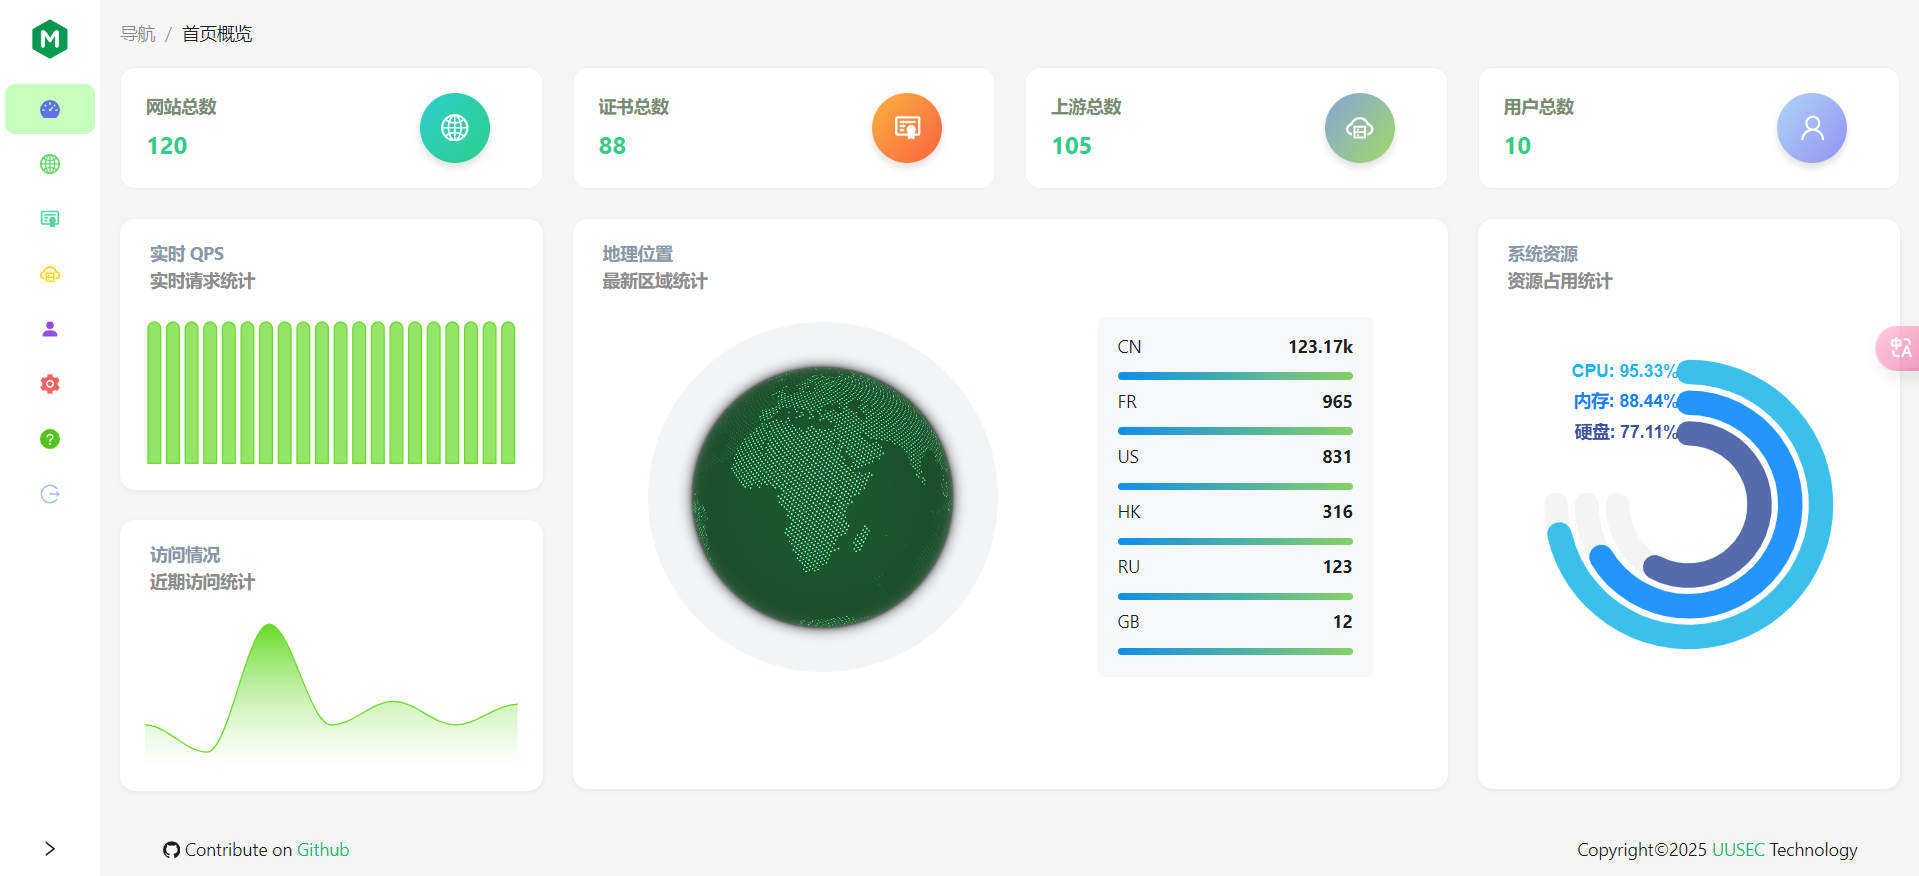 M
导航 / 首页概览
网站总数
120
证书总数
88
上游总数
105
用户总数
10
实时 QPS
实时请求统计
地理位置
最新区域统计
CN 123.17k
FR 965
US 831
HK 316
RU 123
GB 12
系统资源
资源占用统计
CPU: 95.33%
内存: 88.44%
硬盘: 77.11%
中 A
?
访问情况
近期访问统计
Contribute on Github
Copyright©2025 UUSEC Technology